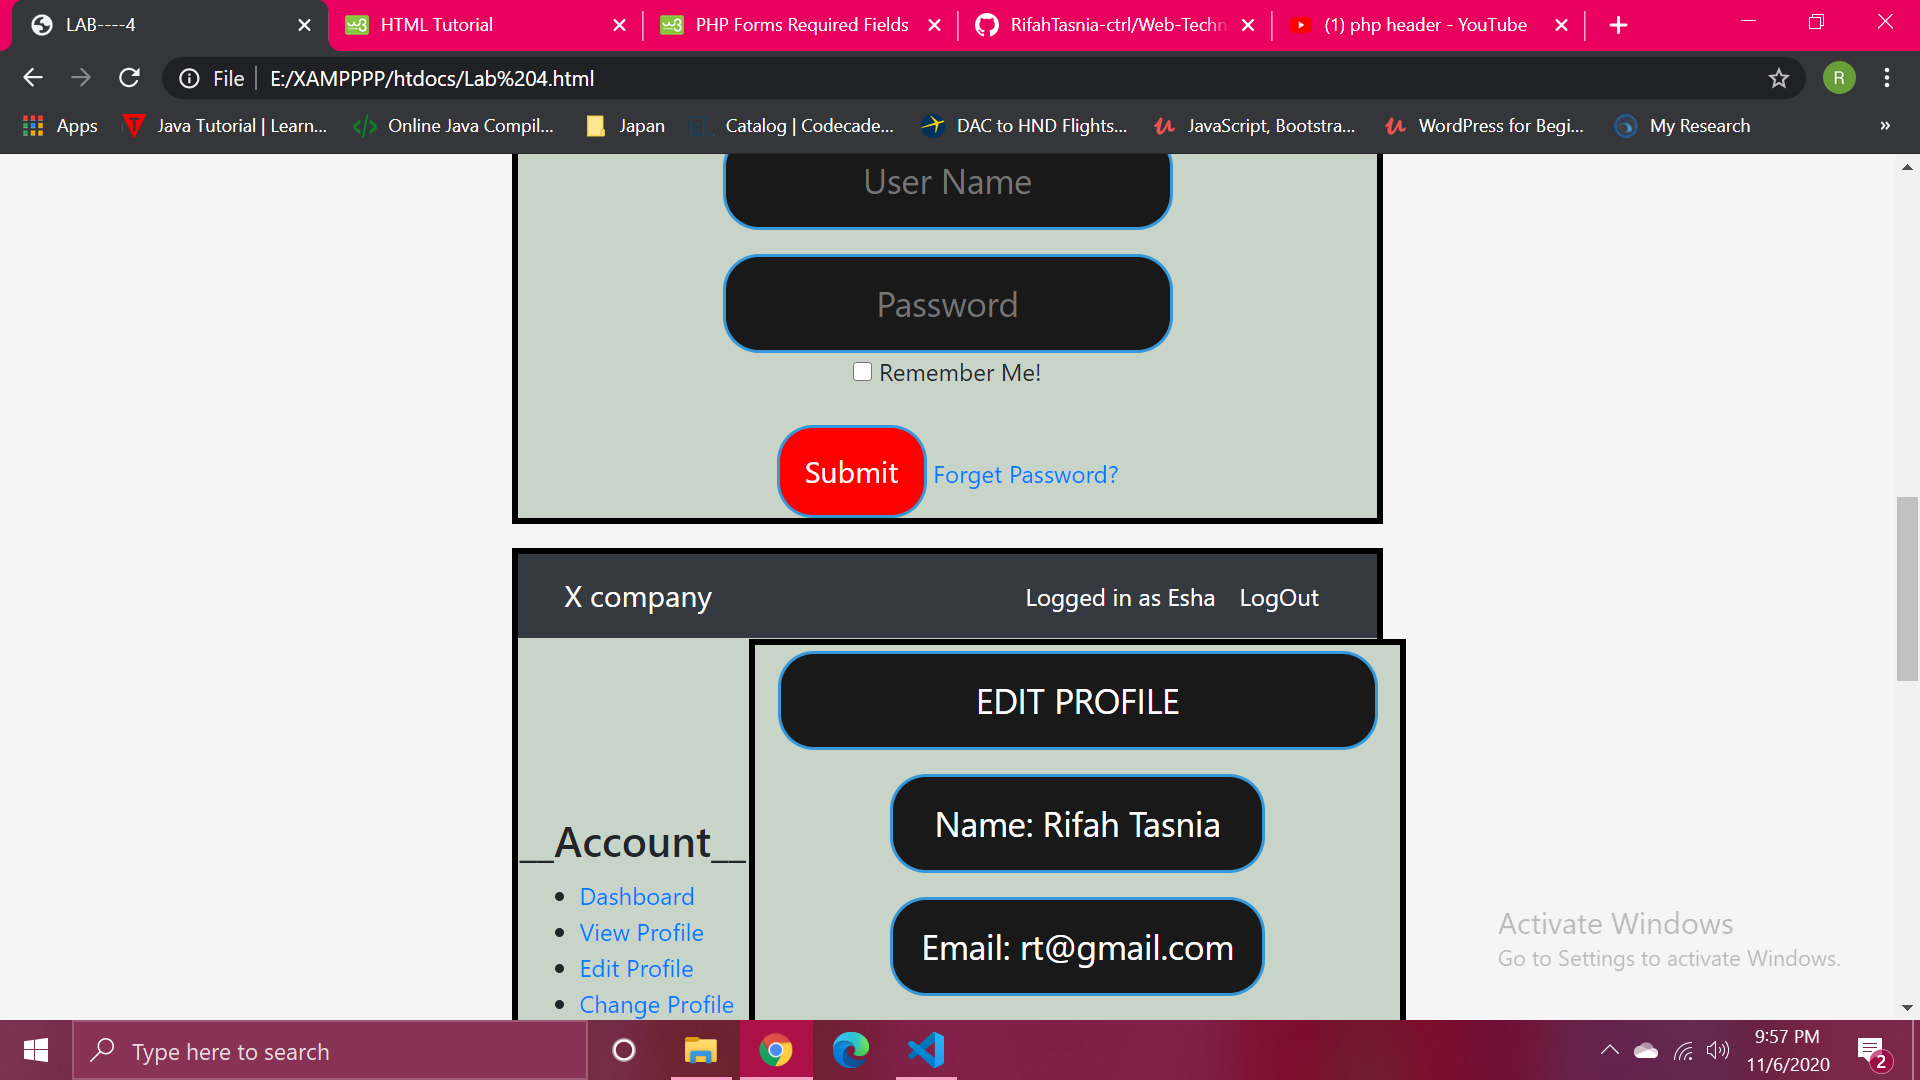 LAB----4
HTML Tutorial
PHP Forms Required Fields
RifahTasnia-ctrl/Web-Techn
(1) php header - YouTube
File
E:/XAMPPPP/htdocs/Lab%204.html
R
Apps
Java Tutorial | Learn...
Online Java Compil...
Japan
Catalog | Codecade...
DAC to HND Flights...
JavaScript, Bootstra...
WordPress for Begi...
My Research
»
User Name
Password
Remember Me!
Submit
Forget Password?
X company
Logged in as Esha
LogOut
EDIT PROFILE
Name: Rifah Tasnia
Email: rt@gmail.com
__Account__
Dashboard
View Profile
Edit Profile
Change Profile
Activate Windows
Go to Settings to activate Windows.
Type here to search
9:57 PM
11/6/2020
2